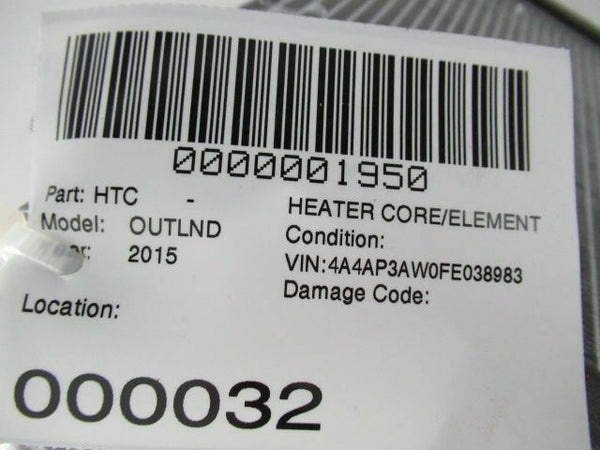 0000001950
Part: HTC -
HEATER CORE/ELEMENT
Model: OUTLND
Condition:
2015
VIN:4A4AP3AW0FE038983
Damage Code:
Location:
000032